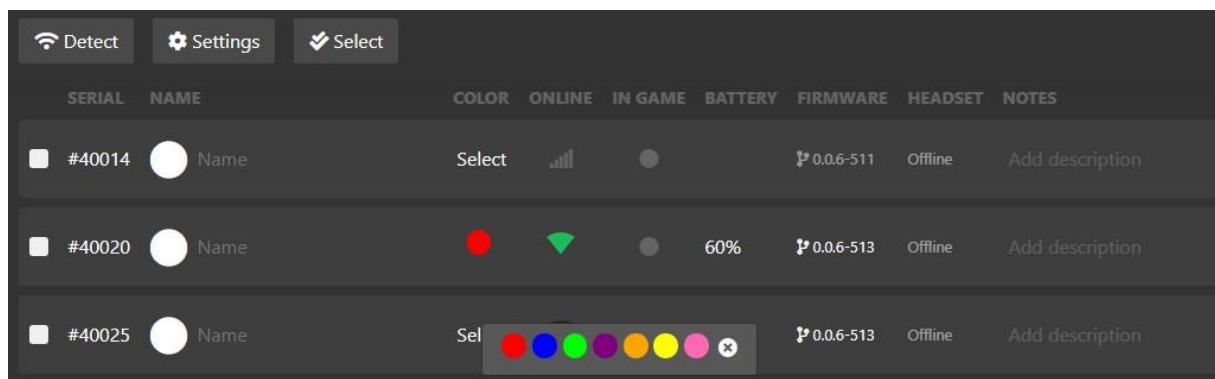 Detect Settings Select
SERIAL NAME COLOR ONLINE IN GAME BATTERY FIRMWARE HEADSET NOTES
#40014 Name Select 0.0.6-511 Offline Add description
#40020 Name 60% 0.0.6-513 Offline Add description
#40025 Name Sel 0.0.6-513 Offline Add description